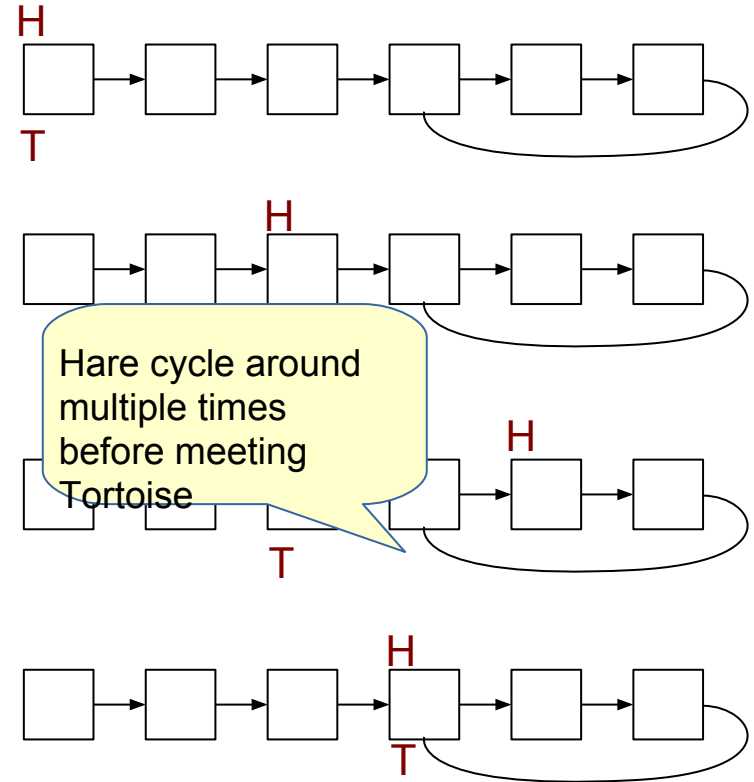 H
T
H
Hare cycle around
multiple times
before meeting
Tortoise
H
T
H
T